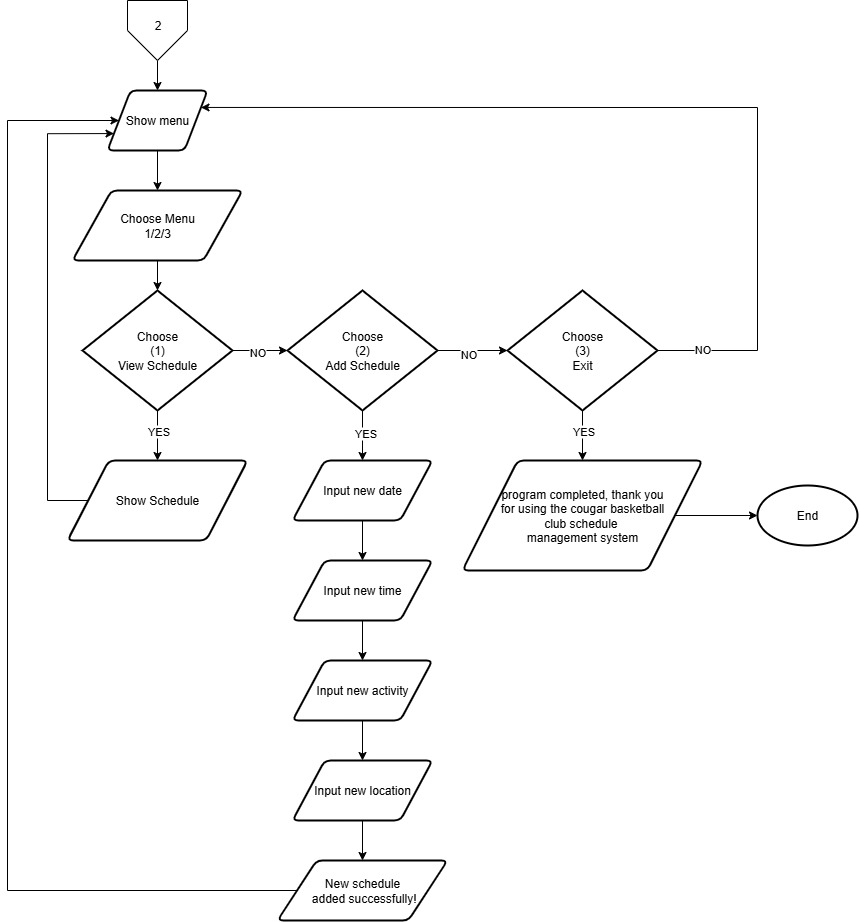 2
Show menu
Choose Menu
1/2/3
Choose
(1)
View Schedule
NO
Choose
(2)
Add Schedule
NO
Choose
(3)
Exit
NO
YES
YES
YES
Show Schedule
Input new date
program completed, thank you
for using the cougar basketball
club schedule
management system
End
Input new time
Input new activity
Input new location
New schedule
added successfully!